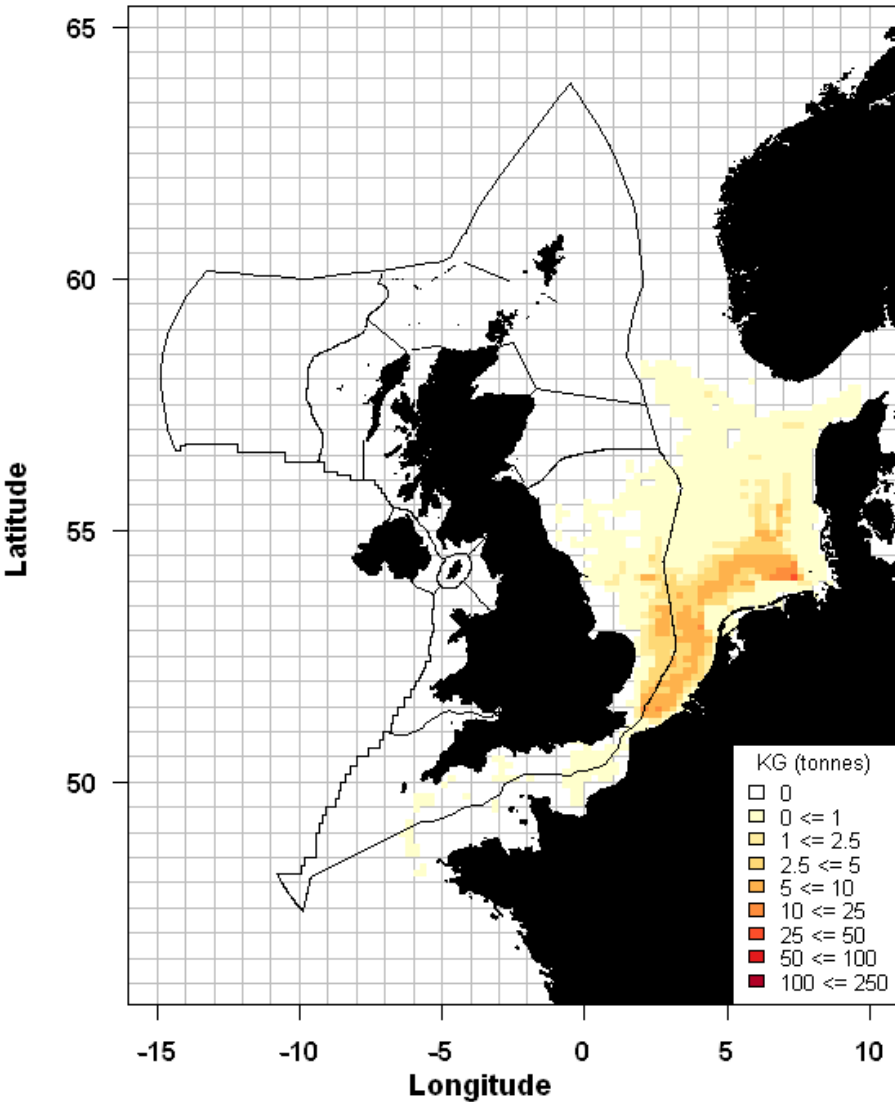 65
60
55
50
Latitude
KG (tonnes)
0
0 <= 1
1 <= 2.5
2.5 <= 5
5 <= 10
10 <= 25
25 <= 50
50 <= 100
100 <= 250
-15 -10 -5 0 5 10
Longitude